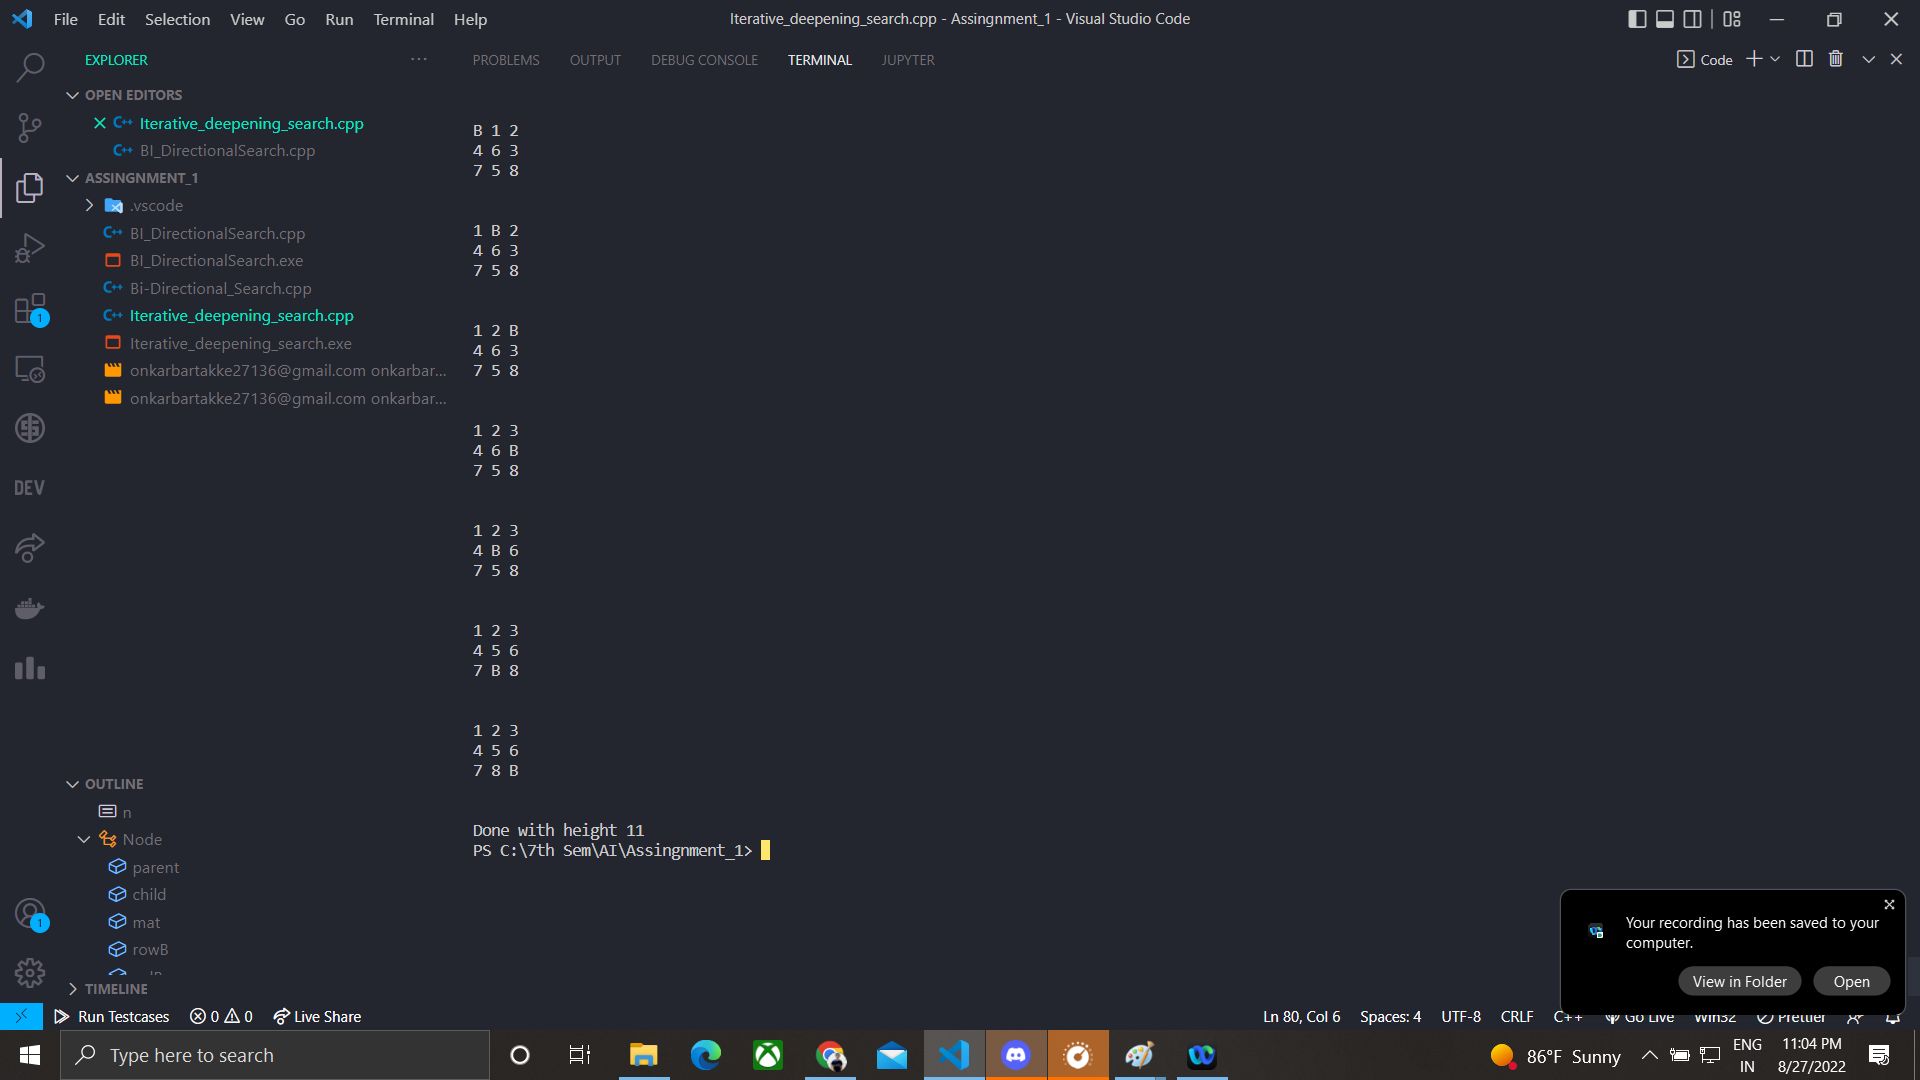 File Edit Selection View Go Run Terminal Help
Iterative_deepening_search.cpp - Assingnment_1 - Visual Studio Code
EXPLORER
OPEN EDITORS
Iterative_deepening_search.cpp
BI_DirectionalSearch.cpp
ASSINGNMENT_1
.vscode
BI_DirectionalSearch.cpp
BI_DirectionalSearch.exe
Bi-Directional_Search.cpp
Iterative_deepening_search.cpp
Iterative_deepening_search.exe
onkarbartakke27136@gmail.com onkarbar...
onkarbartakke27136@gmail.com onkarbar...
DEV
1
1
OUTLINE
n
Node
parent
child
mat
rowB
TIMELINE
PROBLEMS OUTPUT DEBUG CONSOLE TERMINAL JUPYTER
Code
B 1 2
4 6 3
7 5 8
1 B 2
4 6 3
7 5 8
1 2 B
4 6 3
7 5 8
1 2 3
4 6 B
7 5 8
1 2 3
4 B 6
7 5 8
1 2 3
4 5 6
7 B 8
1 2 3
4 5 6
7 8 B
Done with height 11
PS C:\7th Sem\AI\Assingnment_1>
Your recording has been saved to your
computer.
View in Folder Open
Run Testcases 0 0 Live Share
Ln 80, Col 6 Spaces: 4 UTF-8 CRLF C++ Go Live Win32 Prettier
Type here to search
86°F Sunny
ENG
IN
11:04 PM
8/27/2022